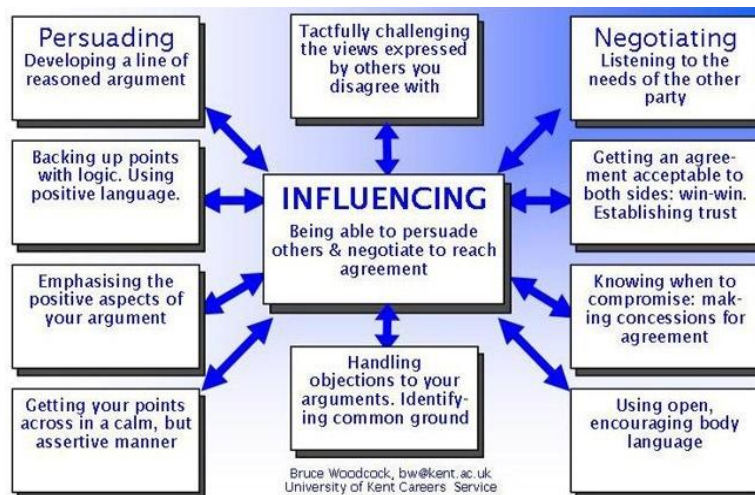 Persuading
Developing a line of
reasoned argument
Tactfully challenging
the views expressed
by others you
disagree with
Negotiating
Listening to the
needs of the other
party
Backing up points
with logic. Using
positive language.
INFLUENCING
Being able to persuade
others & negotiate to reach
agreement
Getting an agree-
ment acceptable to
both sides: win-win.
Establishing trust
Emphasising the
positive aspects of
your argument
Knowing when to
compromise: mak-
ing concessions for
agreement
Getting your points
across in a calm, but
assertive manner
Handling
objections to your
arguments. Identify-
ing common ground
Using open,
encouraging body
language
Bruce Woodcock, bw@kent.ac.uk
University of Kent Careers Service